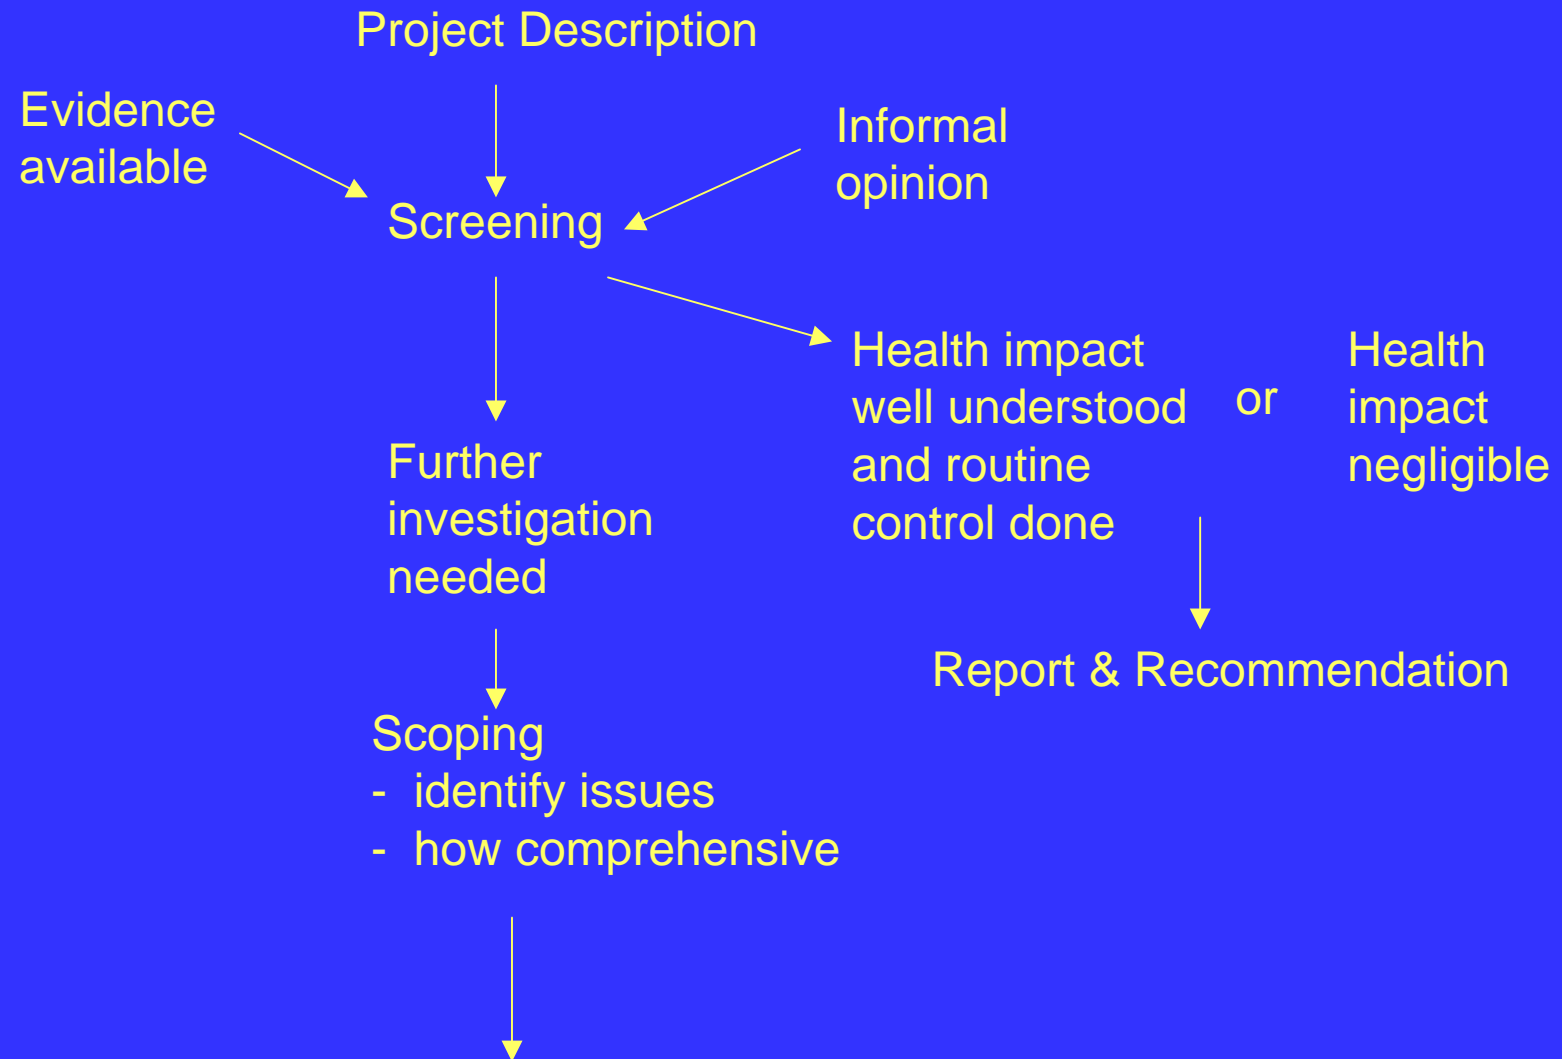 Project Description
Evidence
available
Informal
opinion
Screening
Health impact
well understood
and routine
control done
or
Health
impact
negligible
Further
investigation
needed
Report & Recommendation
Scoping
- identify issues
- how comprehensive